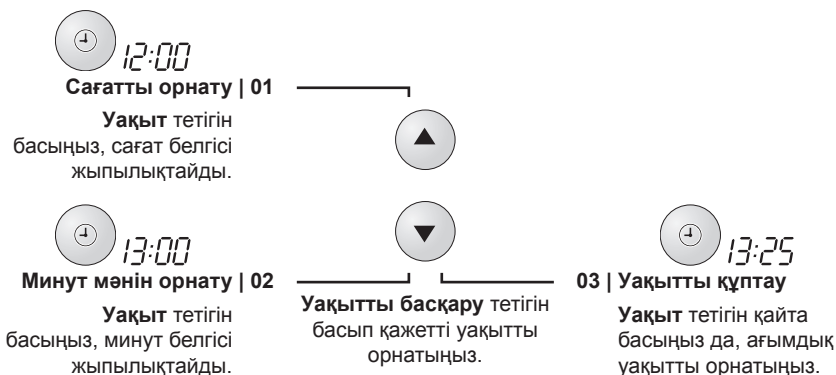 12:00
Сағатты орнату | 01
Уақыт тетігін
басыңыз, сағат белгісі
жыпылықтайды.
13:00
Минут мәнін орнату | 02
Уақыт тетігін
басыңыз, минут белгісі
жыпылықтайды.
Уақытты басқару тетігін
басып қажетті уақытты
орнатыңыз.
13:25
03 | Уақытты құптау
Уақыт тетігін қайта
басыңыз да, ағымдық
уақытты орнатыңыз.